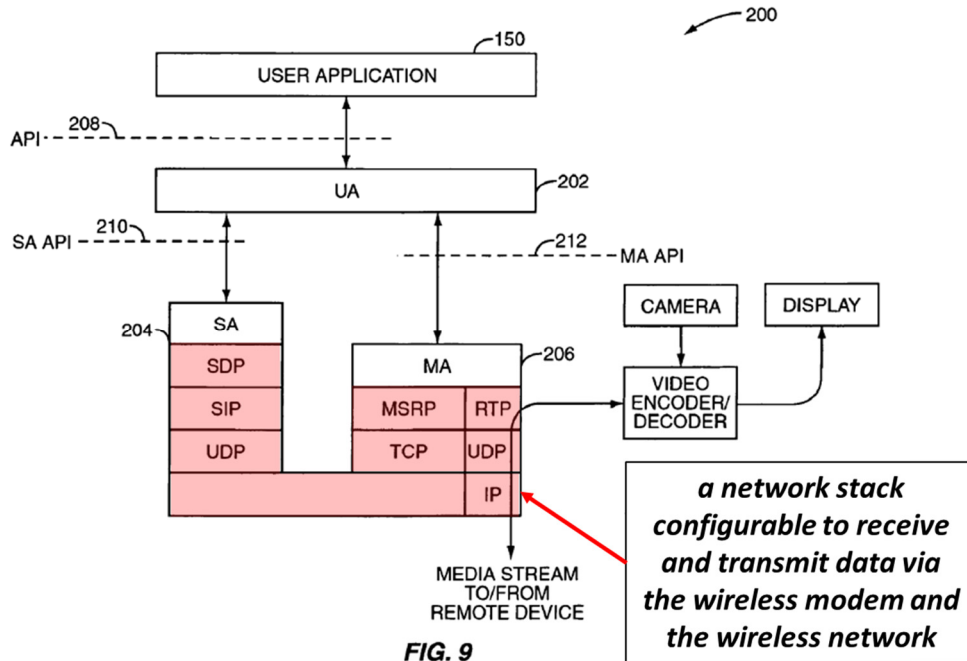 200
150
USER APPLICATION
208
API
UA
202
210
SA API
212
MA API
CAMERA
DISPLAY
204
SA
206
MA
SDP
VIDEO
ENCODER/
DECODER
SIP
MSRP
RTP
UDP
TCP
UDP
IP
MEDIA STREAM
TO/FROM
REMOTE DEVICE
a network stack
configurable to receive
and transmit data via
the wireless modem and
the wireless network
FIG. 9